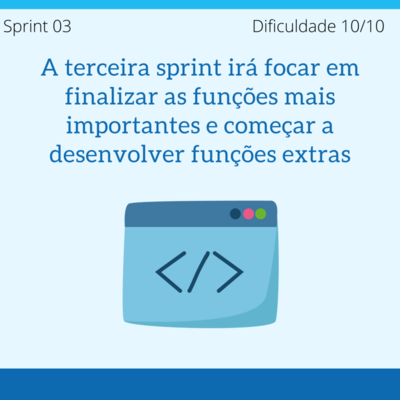 Sprint 03 Dificuldade 10/10
A terceira sprint irá focar em
finalizar as funções mais
importantes e começar a
desenvolver funções extras
</>